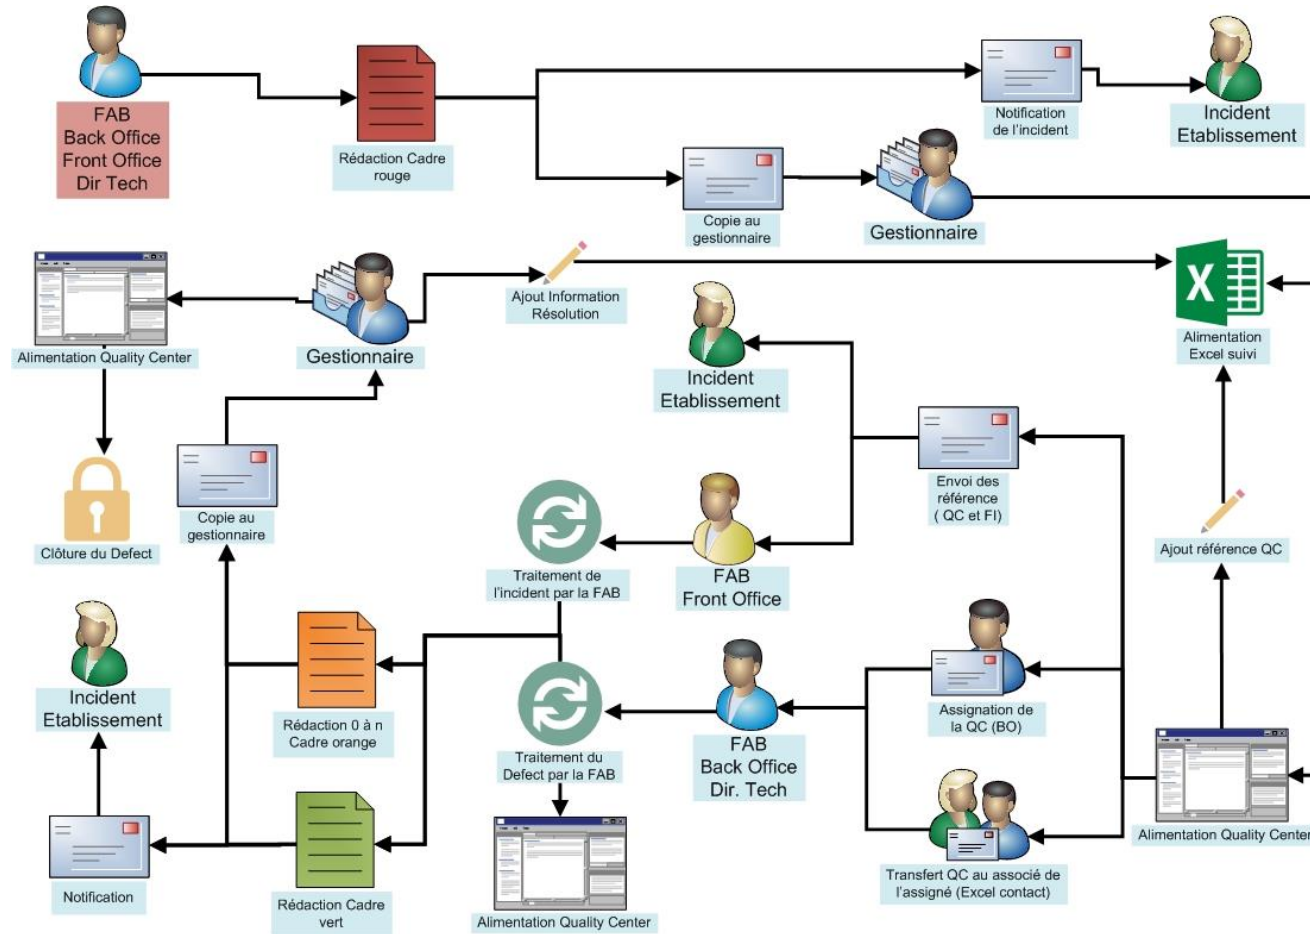 FAB
Back Office
Front Office
Dir Tech
Rédaction Cadre
rouge
Notification
de l'incident
Incident
Etablissement
Copie au
gestionnaire
Gestionnaire
Alimentation Quality Center
Gestionnaire
Ajout Information
Résolution
X
Alimentation
Excel suivi
Incident
Etablissement
Clôture du Defect
Copie au
gestionnaire
Envoi des
référence
( QC et FI)
Ajout référence QC
Traitement de
l'incident par la FAB
FAB
Front Office
Incident
Etablissement
Rédaction 0 à n
Cadre orange
Traitement du
Defect par la FAB
FAB
Back Office
Dir. Tech
Assignation de
la QC (BO)
Alimentation Quality Center
Notification
Rédaction Cadre
vert
Alimentation Quality Center
Transfert QC au associé de
l'assigné (Excel contact)